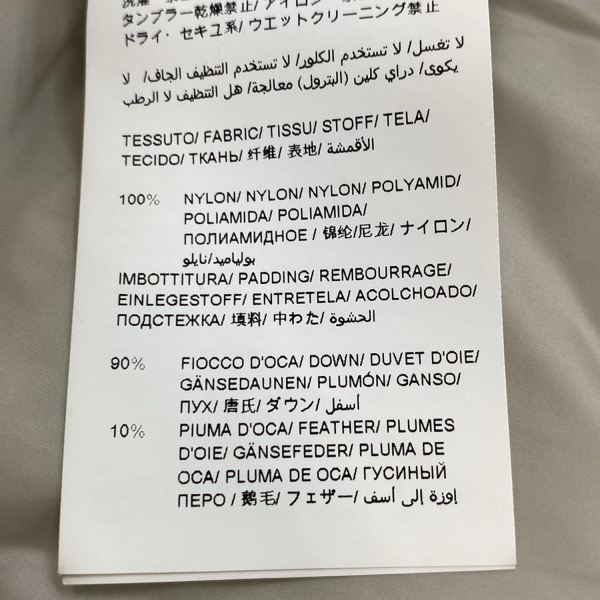 タンブラー乾燥禁止/ アイロン
ドライ・セキユ系/ ウエットクリーニング禁止
لا تغسل/ لا تستخدم الكلور/ لا تستخدم التنظيف الجاف/ لا
يكوى/ دراي كلين (البترول) معالجة/ هل التنظيف لا الرطب
TESSUTO/ FABRIC/ TISSU/ STOFF/ TELA/
TECIDO/ ТКАНЬ/ 纤维/ 表地/ الأقمشة
100% NYLON/ NYLON/ NYLON/ POLYAMID/
POLIAMIDA/ POLIAMIDA/
ПОЛИАМИДНОЕ / 锦纶/尼龙/ ナイロン/
بولياميد/نايلو
IMBOTTITURA/ PADDING/ REMBOURRAGE/
EINLEGESTOFF/ ENTRETELA/ ACOLCHOADO/
ПОДСТЕЖКА/ 填料/ 中わた/ الحشوة
90% FIOCCO D'OCA/ DOWN/ DUVET D'OIE/
GÄNSEDAUNEN/ PLUMÓN/ GANSO/
ПУХ/ 唐氏/ ダウン/ أسفل
10% PIUMA D'OCA/ FEATHER/ PLUMES
D'OIE/ GÄNSEFEDER/ PLUMA DE
OCA/ PLUMA DE OCA/ ГУСИНЫЙ
ПЕРО / 鹅毛/ フェザー/ إوزة إلى أسف